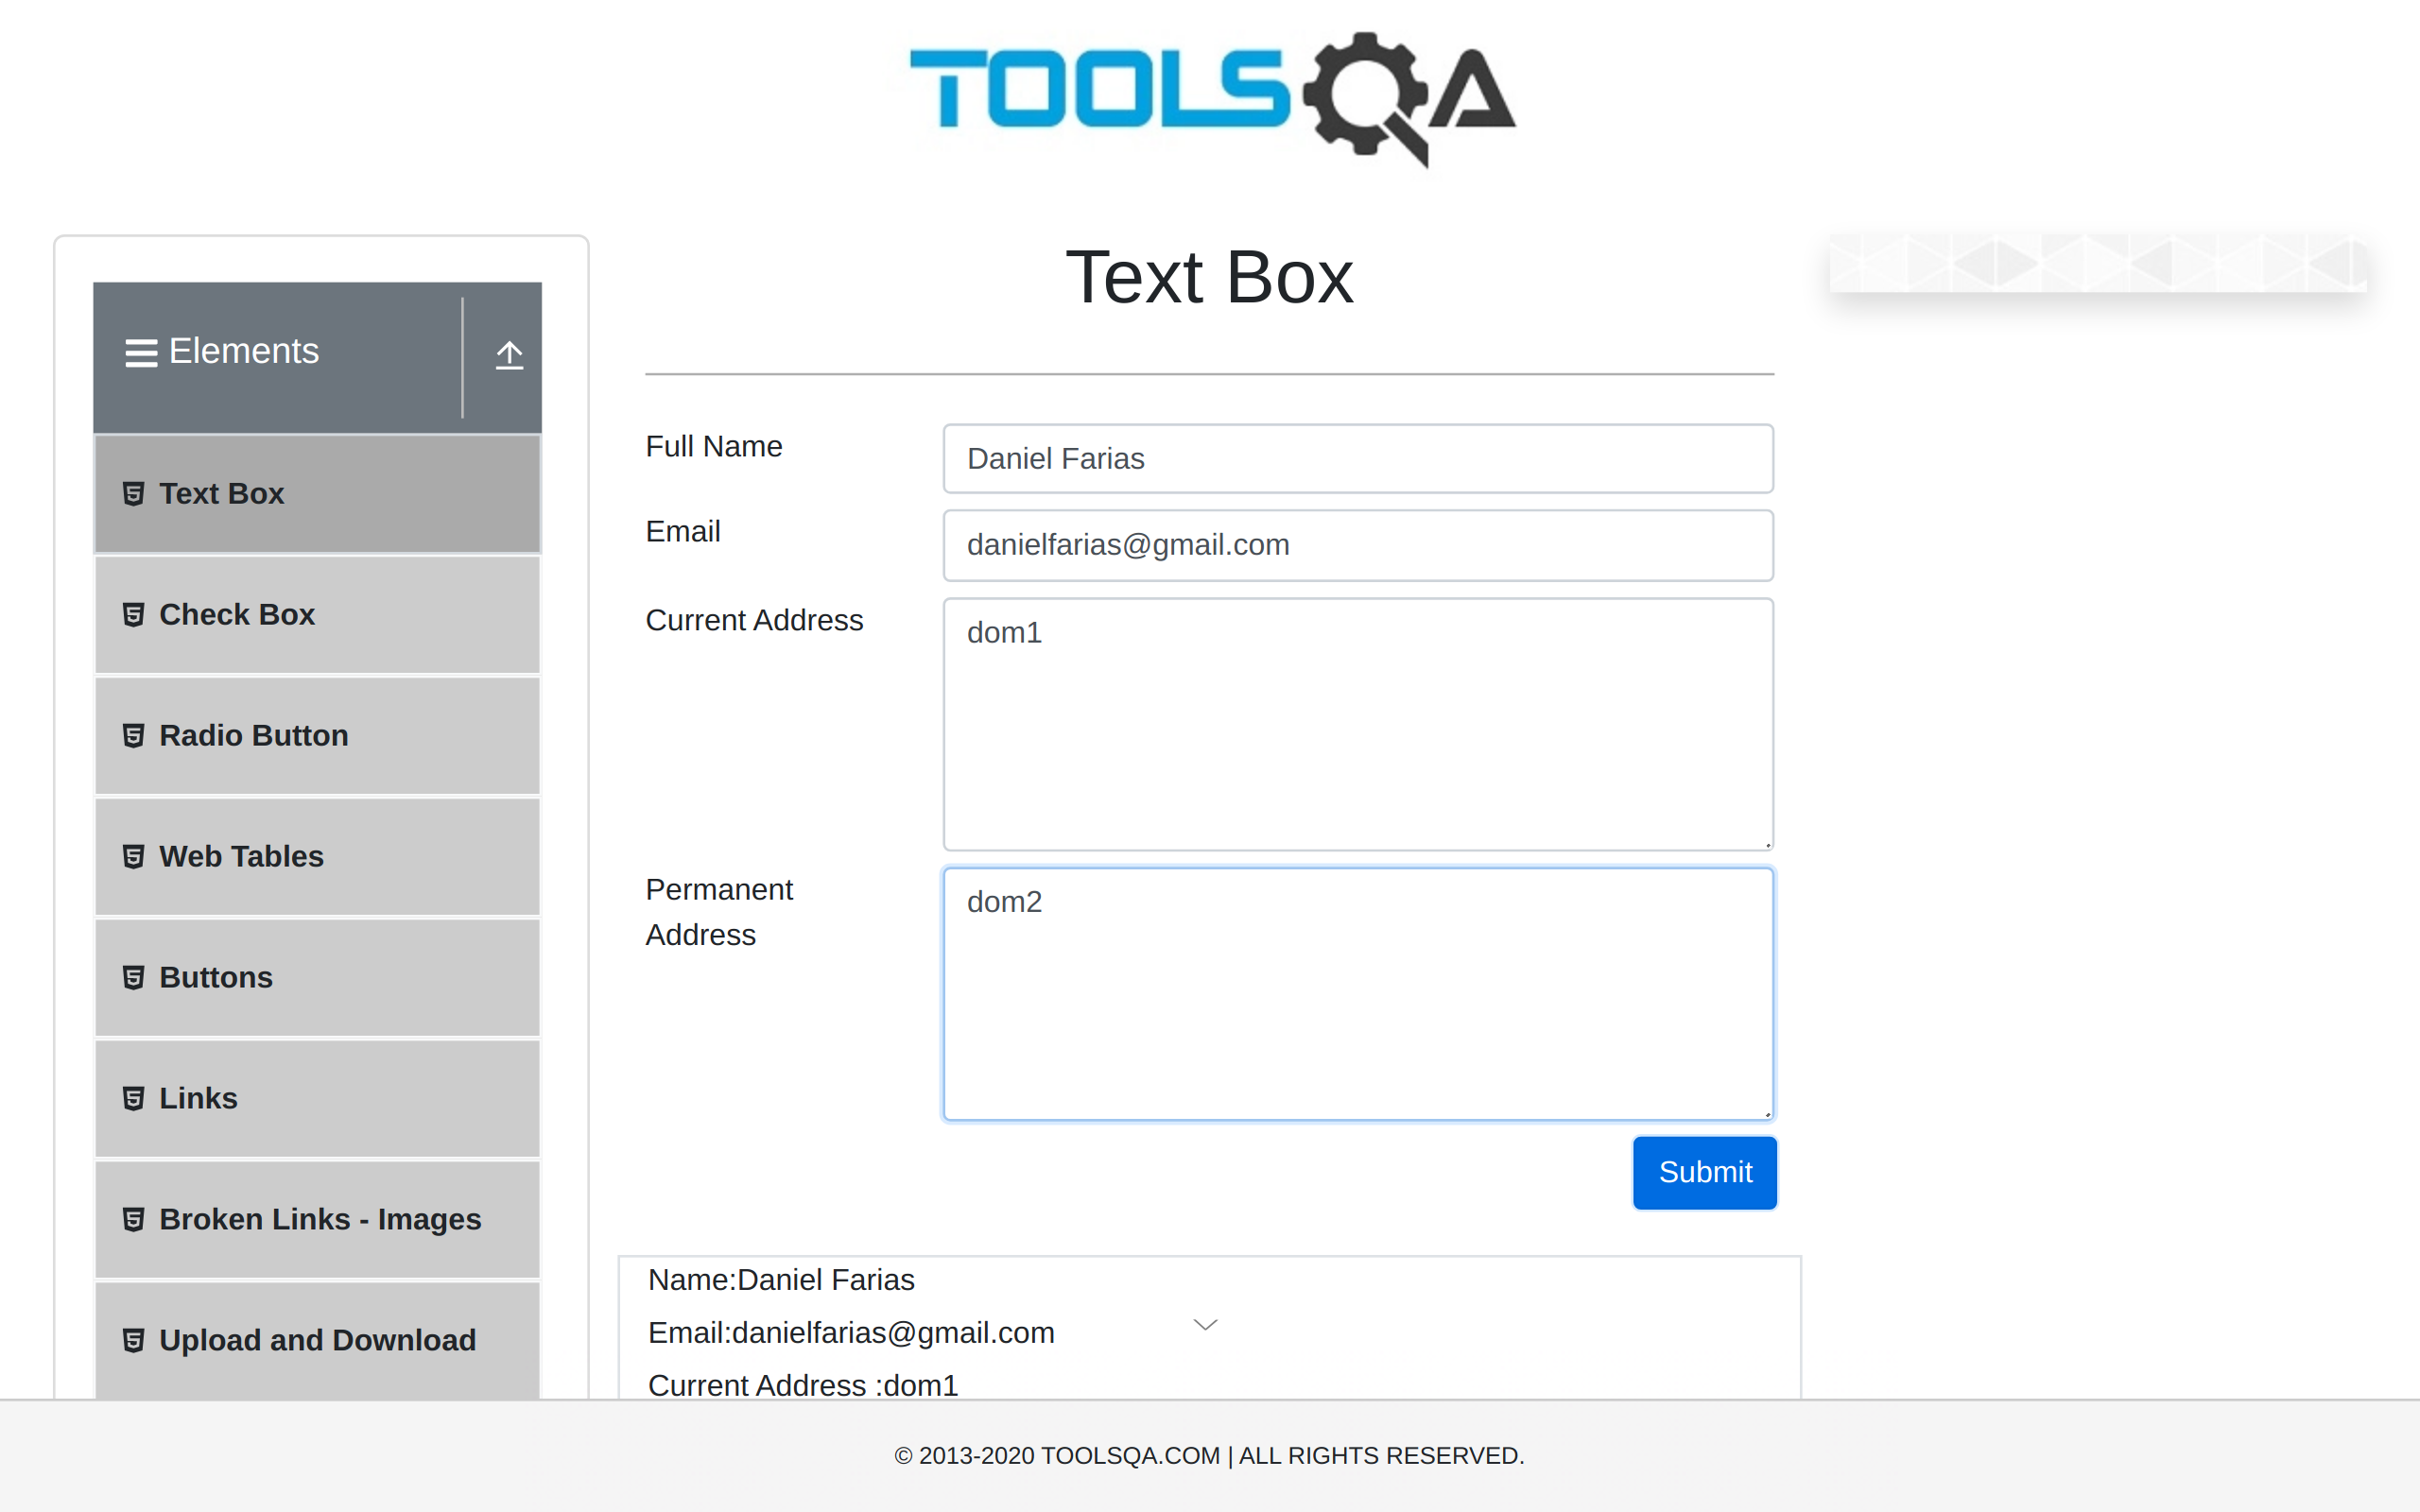 TOOLSQA
Text Box
Elements
Text Box
Check Box
Radio Button
Web Tables
Buttons
Links
Broken Links - Images
Upload and Download
Full Name
Daniel Farias
Email
danielfarias@gmail.com
Current Address
dom1
Permanent
Address
dom2
Submit
Name:Daniel Farias
Email:danielfarias@gmail.com
Current Address :dom1
© 2013-2020 TOOLSQA.COM | ALL RIGHTS RESERVED.